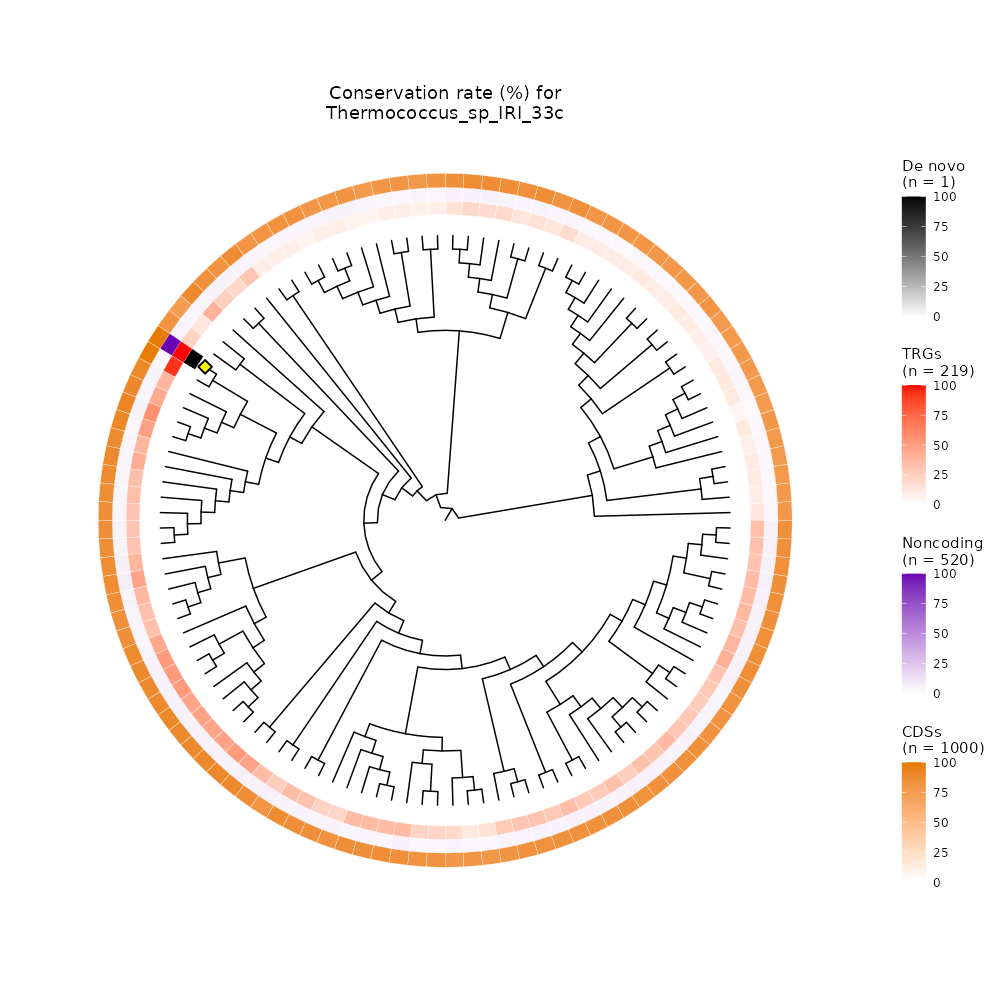 Conservation rate (%) for
Thermococcus_sp_IRI_33c
De novo
(n = 1)
100
75
50
25
0
TRGs
(n = 219)
100
75
50
25
0
Noncoding
(n = 520)
100
75
50
25
0
CDSs
(n = 1000)
100
75
50
25
0